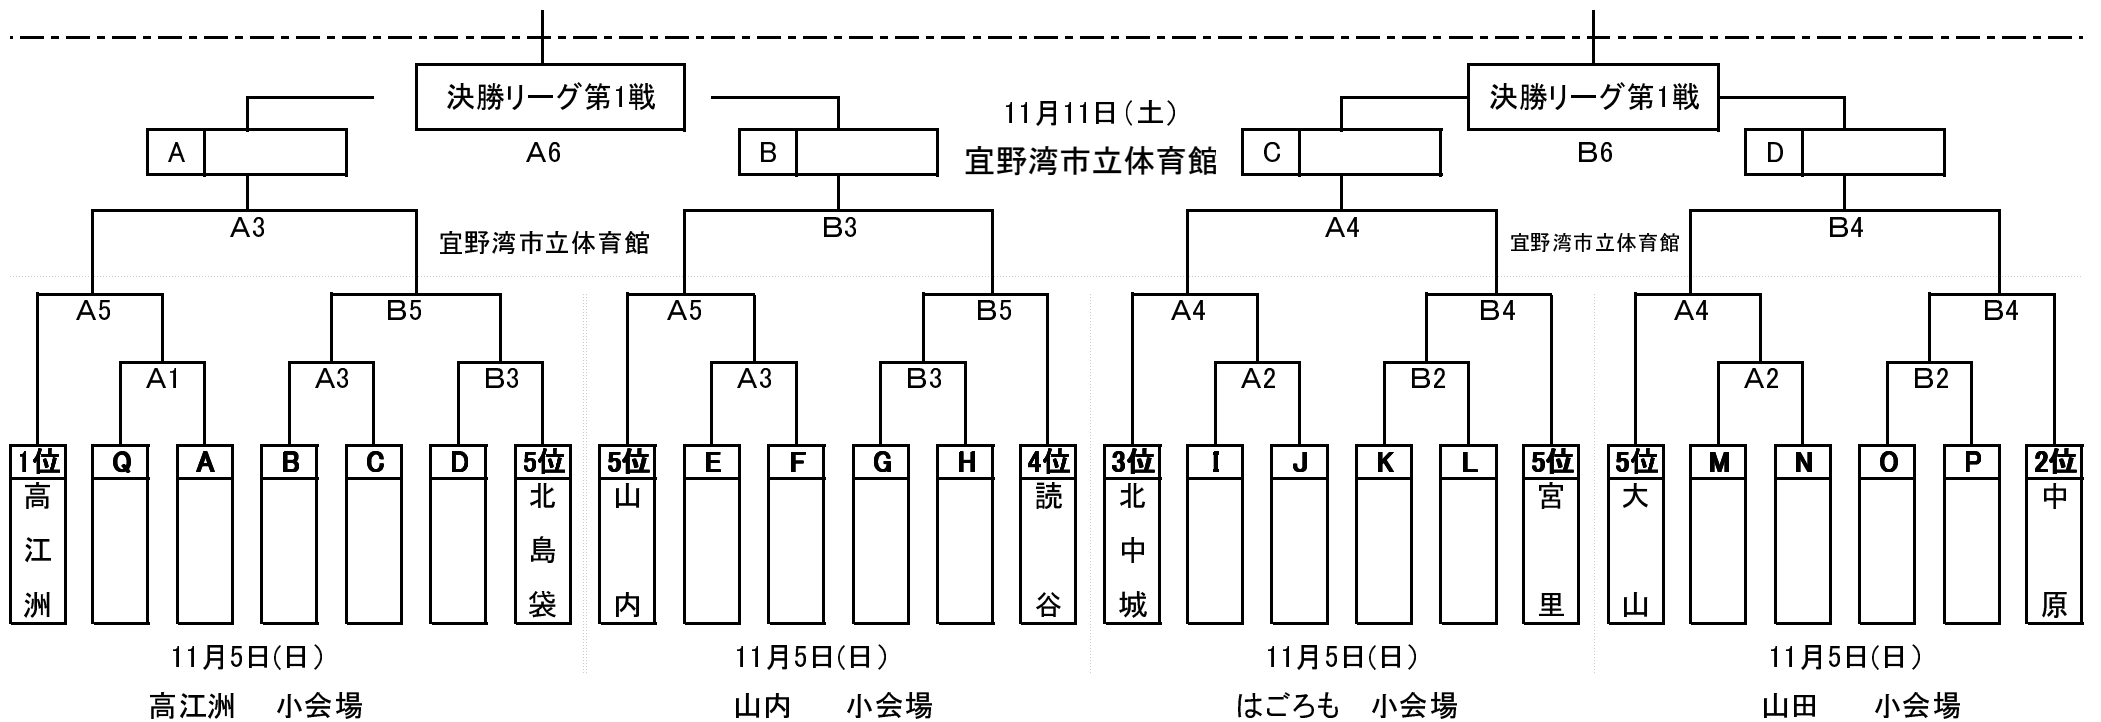 決勝リーグ第1戦 決勝リーグ第1戦
11月11日(土)
A A6 B 宜野湾市立体育館 C B6 D
A3 宜野湾市立体育館 B3 A4 宜野湾市立体育館 B4
A5 B5 A5 B5 A4 B4 A4 B4
A1 A3 B3 A3 B3 A2 B2 A2 B2
1位 Q A B C D 5位 5位 E F G H 4位 3位 I J K L 5位 5位 M N O P 2位
高江洲 北島袋 山内 読谷 北中城 宮里 大山 中原
11月5日(日) 11月5日(日) 11月5日(日) 11月5日(日)
高江洲 小会場 山内 小会場 はごろも 小会場 山田 小会場